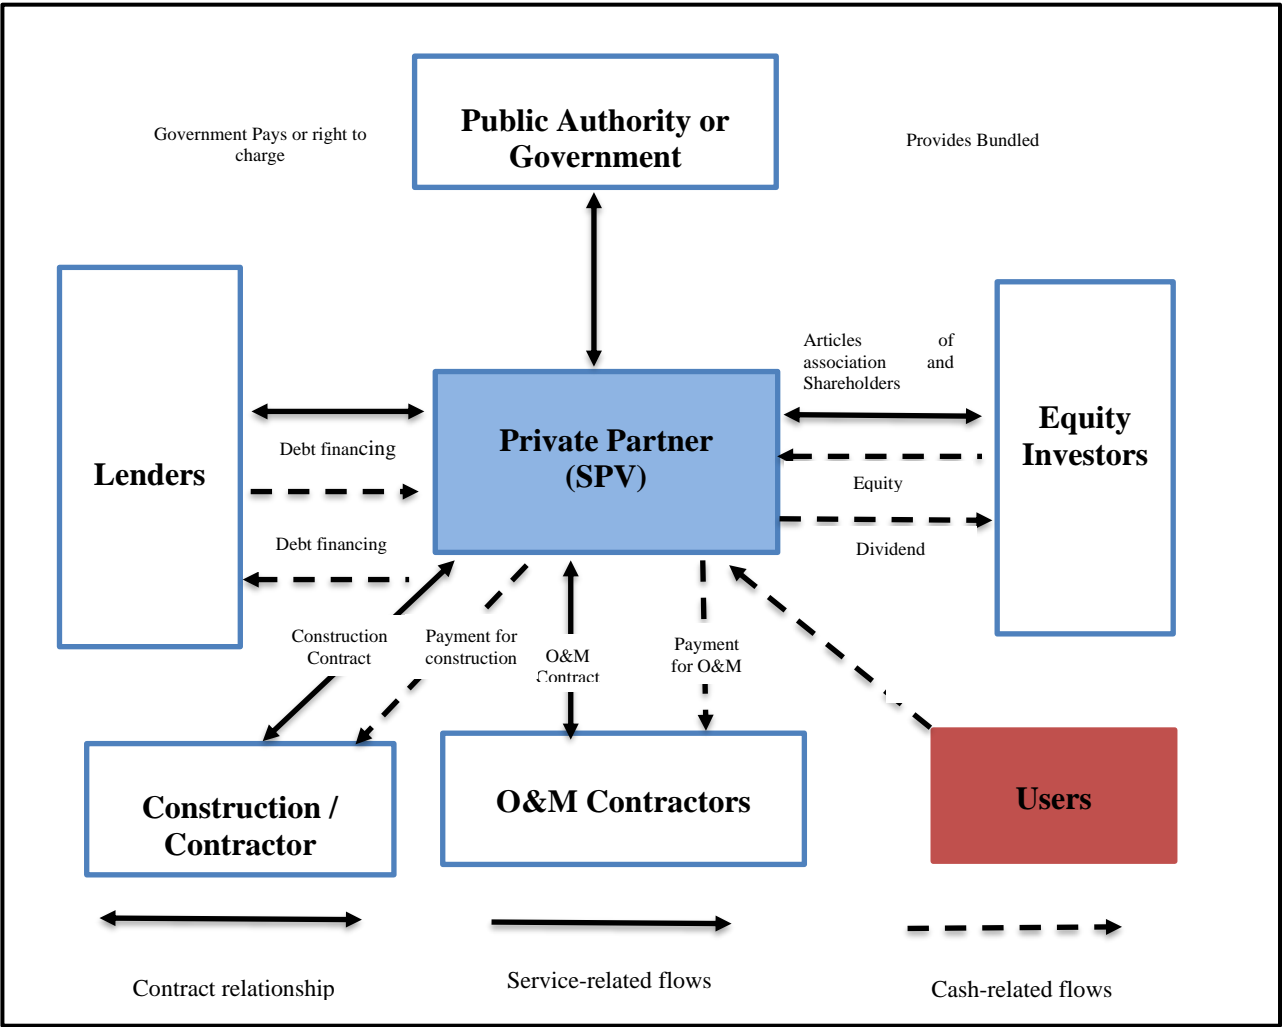 Public Authority or
Government
Government Pays or right to
charge
Provides Bundled
Articles of
association and
Shareholders
Lenders
Debt financing
Debt financing
Private Partner
(SPV)
Equity
Investors
Equity
Dividend
Construction
Contract
Payment for
construction
O&M
Contract
Payment
for O&M
Construction /
Contractor
O&M Contractors
Users
Contract relationship
Service-related flows
Cash-related flows